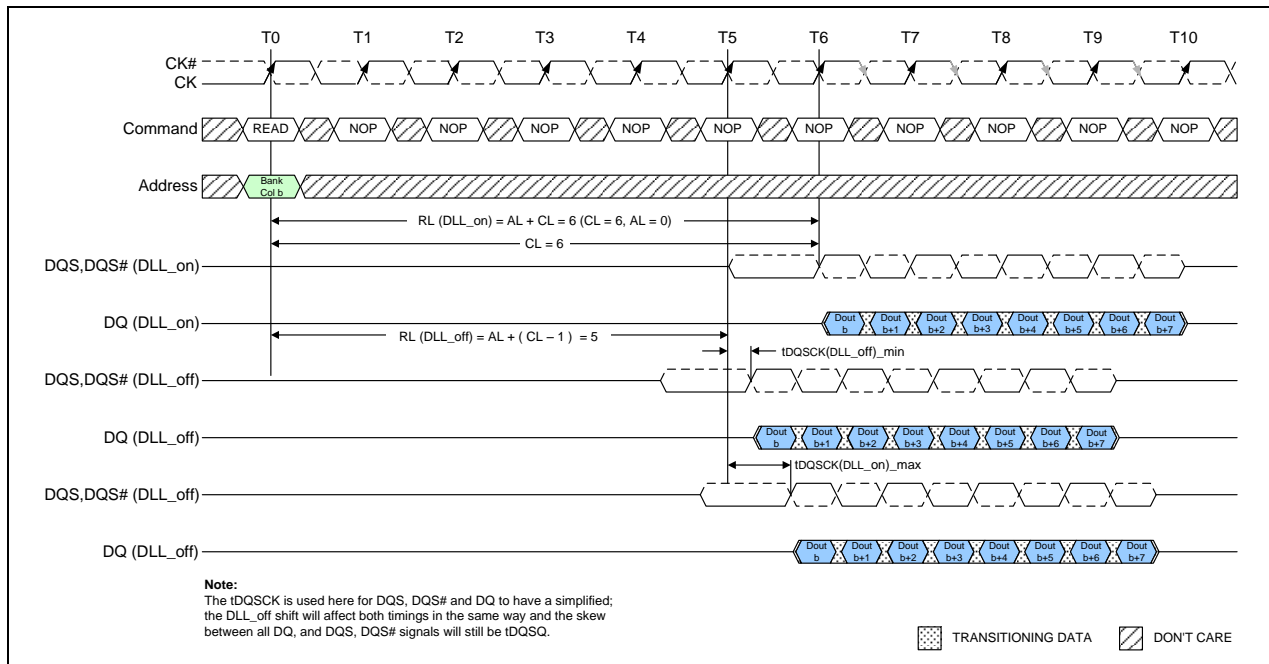 T0 T1 T2 T3 T4 T5 T6 T7 T8 T9 T10
CK#
CK
Command READ NOP NOP NOP NOP NOP NOP NOP NOP NOP NOP
Address Bank
Col b
RL (DLL_on) = AL + CL = 6 (CL = 6, AL = 0)
CL = 6
DQS,DQS# (DLL_on)
DQ (DLL_on) Dout b Dout b+1 Dout b+2 Dout b+3 Dout b+4 Dout b+5 Dout b+6 Dout b+7
RL (DLL_off) = AL + ( CL – 1 ) = 5
tDQSCK(DLL_off)_min
DQS,DQS# (DLL_off)
DQ (DLL_off) Dout b Dout b+1 Dout b+2 Dout b+3 Dout b+4 Dout b+5 Dout b+6 Dout b+7
tDQSCK(DLL_on)_max
DQS,DQS# (DLL_off)
DQ (DLL_off) Dout b Dout b+1 Dout b+2 Dout b+3 Dout b+4 Dout b+5 Dout b+6 Dout b+7
Note:
The tDQSCK is used here for DQS, DQS# and DQ to have a simplified;
the DLL_off shift will affect both timings in the same way and the skew
between all DQ, and DQS, DQS# signals will still be tDQSQ.
TRANSITIONING DATA DON'T CARE